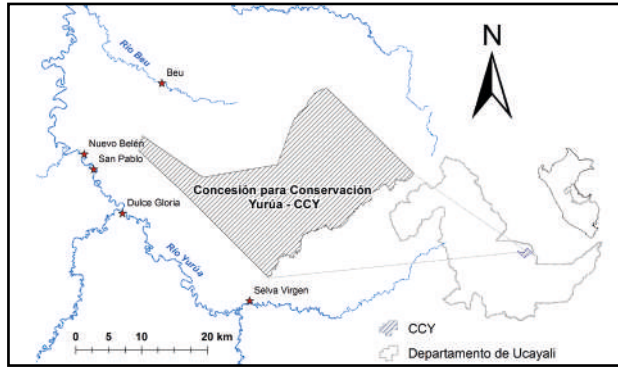 N
Río Beu
Beu
Nuevo Belén
San Pablo
Concesión para Conservación
Yurúa - CCY
Dulce Gloria
Río Yurúa
Selva Virgen
0 5 10 20 km
CCY
Departamento de Ucayali